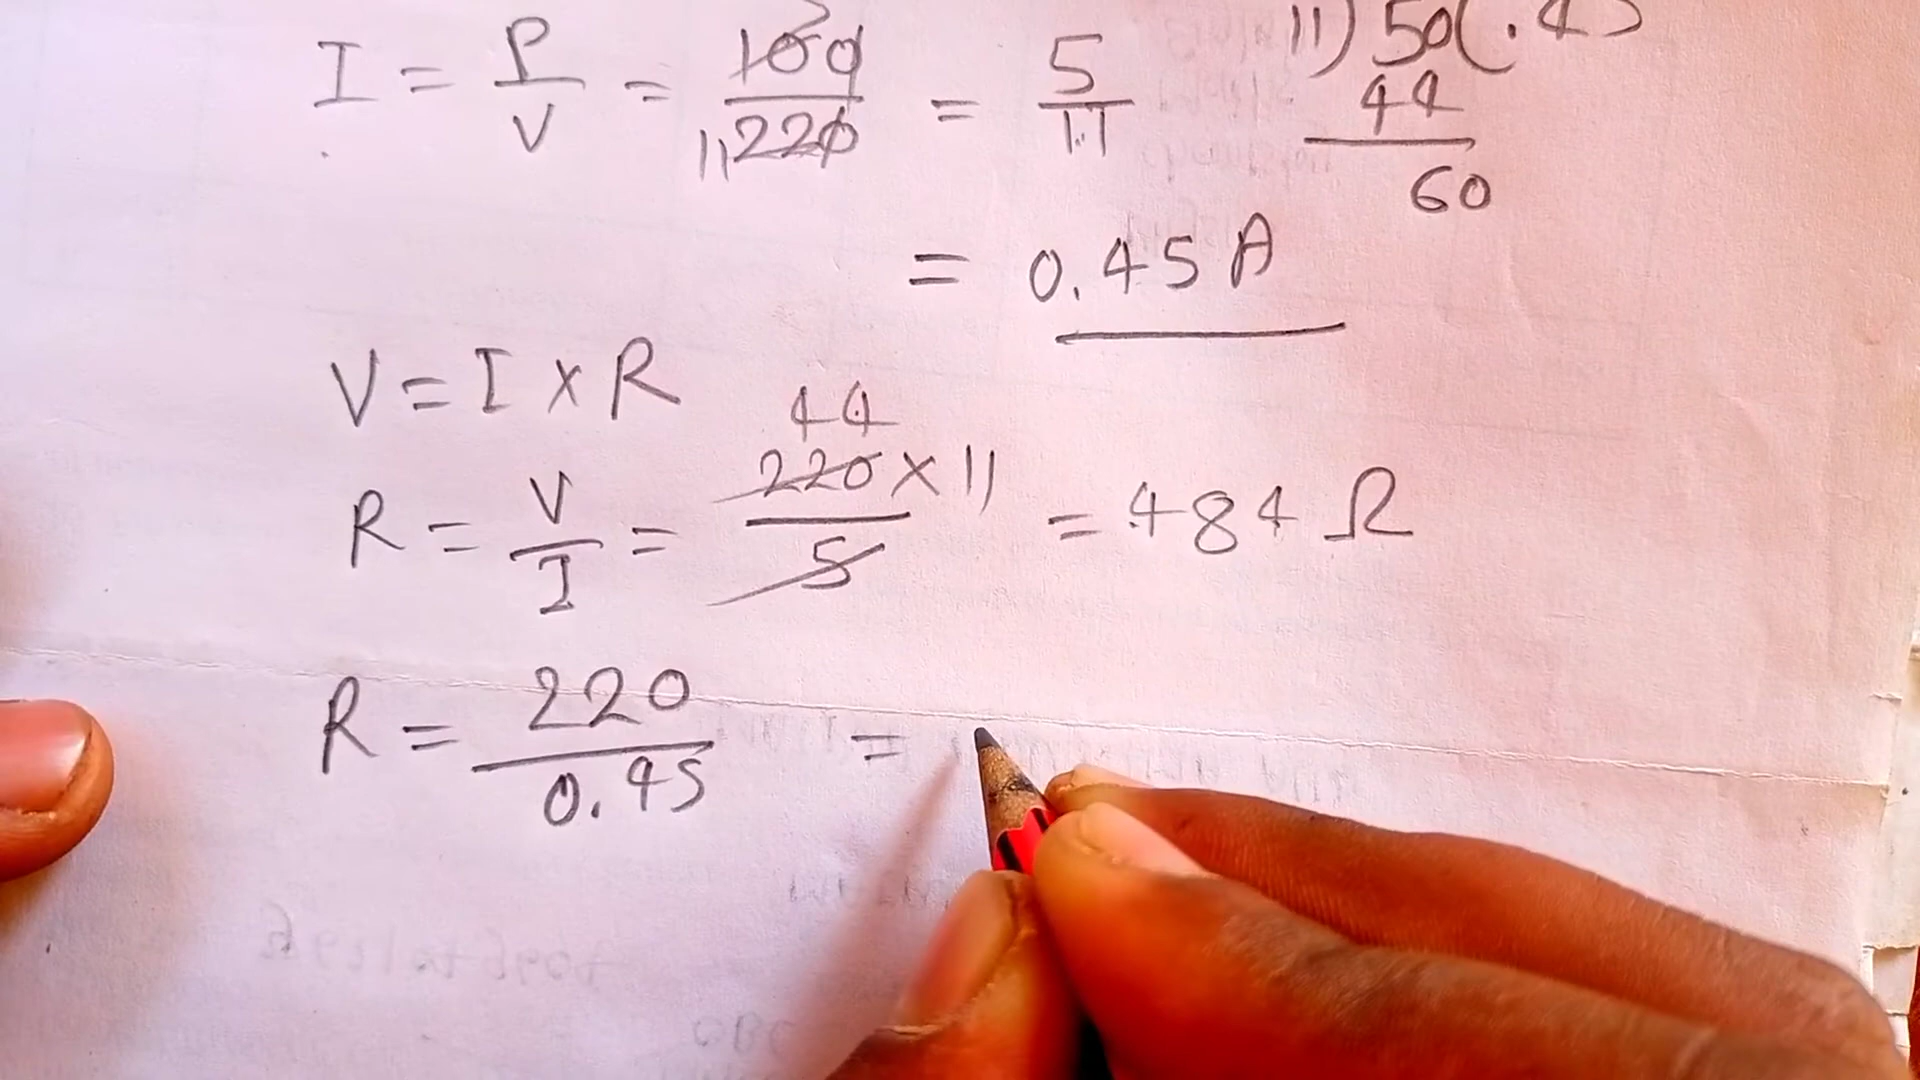 I = P/V = 100/220 = 5/11
11) 50 (.45
44
60
= 0.45 A
V = I × R
R = V/I = 220 × 11/5 = 484 Ω
44
11
R = 220/0.45 =